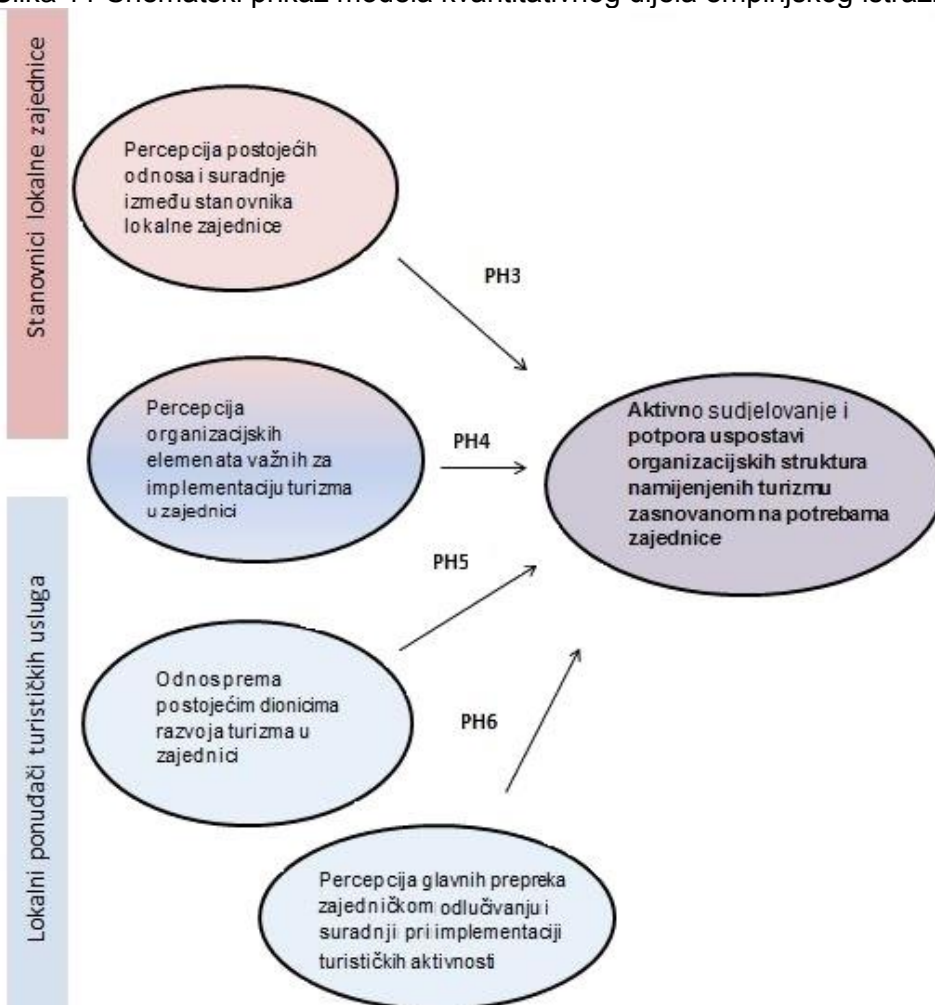 Stanovnici lokalne zajednice
Percepcija postojećih
odnosa i suradnje
između stanovnika
lokalne zajednice
PH3
Percepcija
organizacijskih
elemenata važnih za
implementaciju turizma
u zajednici
PH4
Aktivno sudjelovanje i
potpora uspostavi
organizacijskih struktura
namijenjenih turizmu
zasnovanom na potrebama
zajednice
Lokalni ponuđači turističkih usluga
PH5
Odnos prema
postojećim dionicima
razvoja turizma u
zajednici
PH6
Percepcija glavnih prepreka
zajedničkom odlučivanju i
suradnji pri implementaciji
turističkih aktivnosti